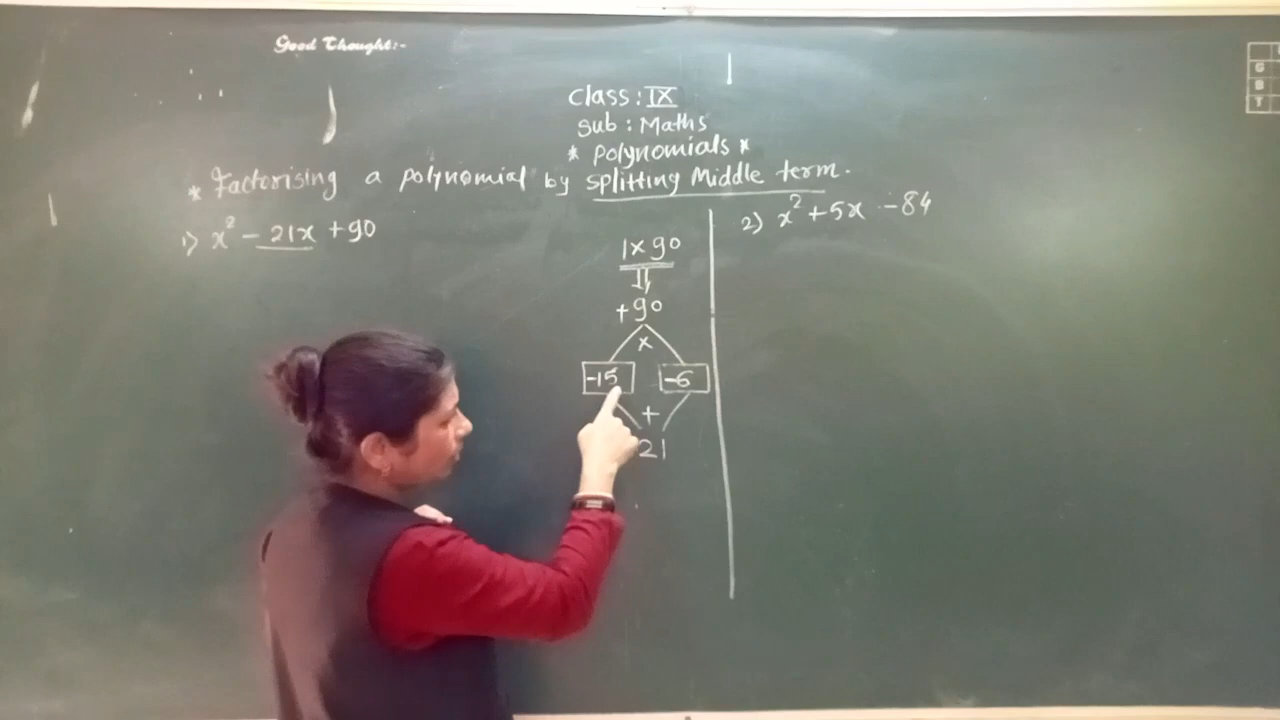 Good Thought:-
Class: IX
Sub: Maths
* Polynomials *
* Factorising a polynomial by splitting Middle term.
1) x² - 21x + 90
1 x 90
+90
x
-15 -6
+
21
2) x² + 5x - 84
G
B
T